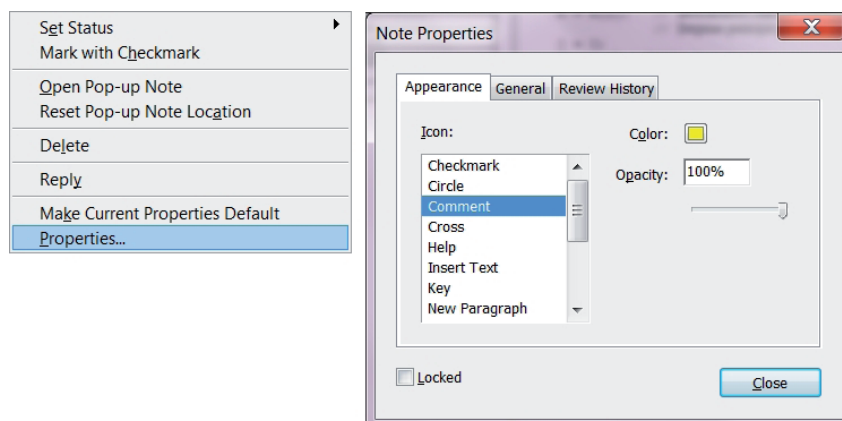 Set Status
Mark with Checkmark
Open Pop-up Note
Reset Pop-up Note Location
Delete
Reply
Make Current Properties Default
Properties...
Note Properties
Appearance General Review History
Icon:
Checkmark
Circle
Comment
Cross
Help
Insert Text
Key
New Paragraph
Color:
Opacity: 100%
Locked
Close